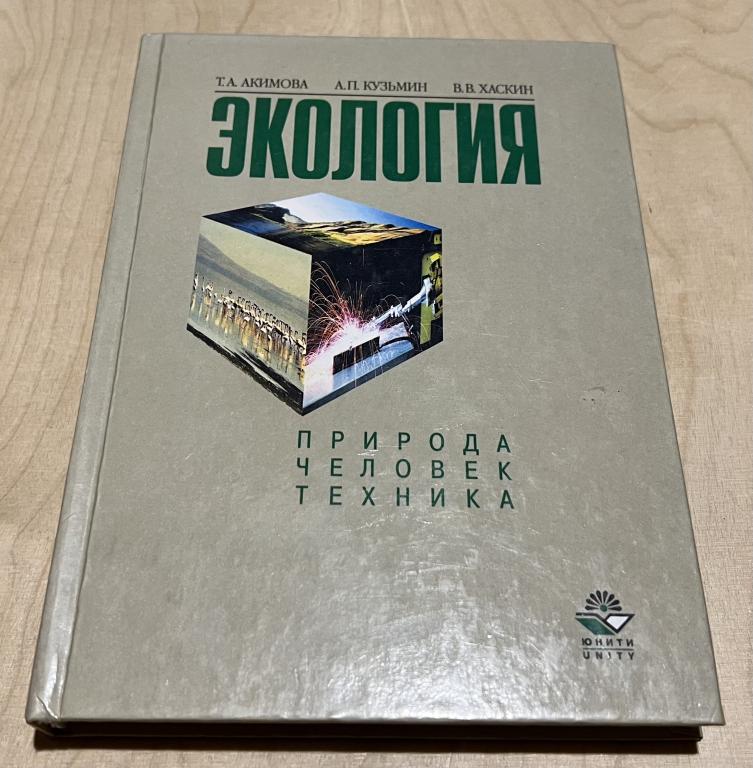 Т.А. АКИМОВА А.П. КУЗЬМИН В.В. ХАСКИН
ЭКОЛОГИЯ
ПРИРОДА
ЧЕЛОВЕК
ТЕХНИКА
ЮНИТИ
UNITY